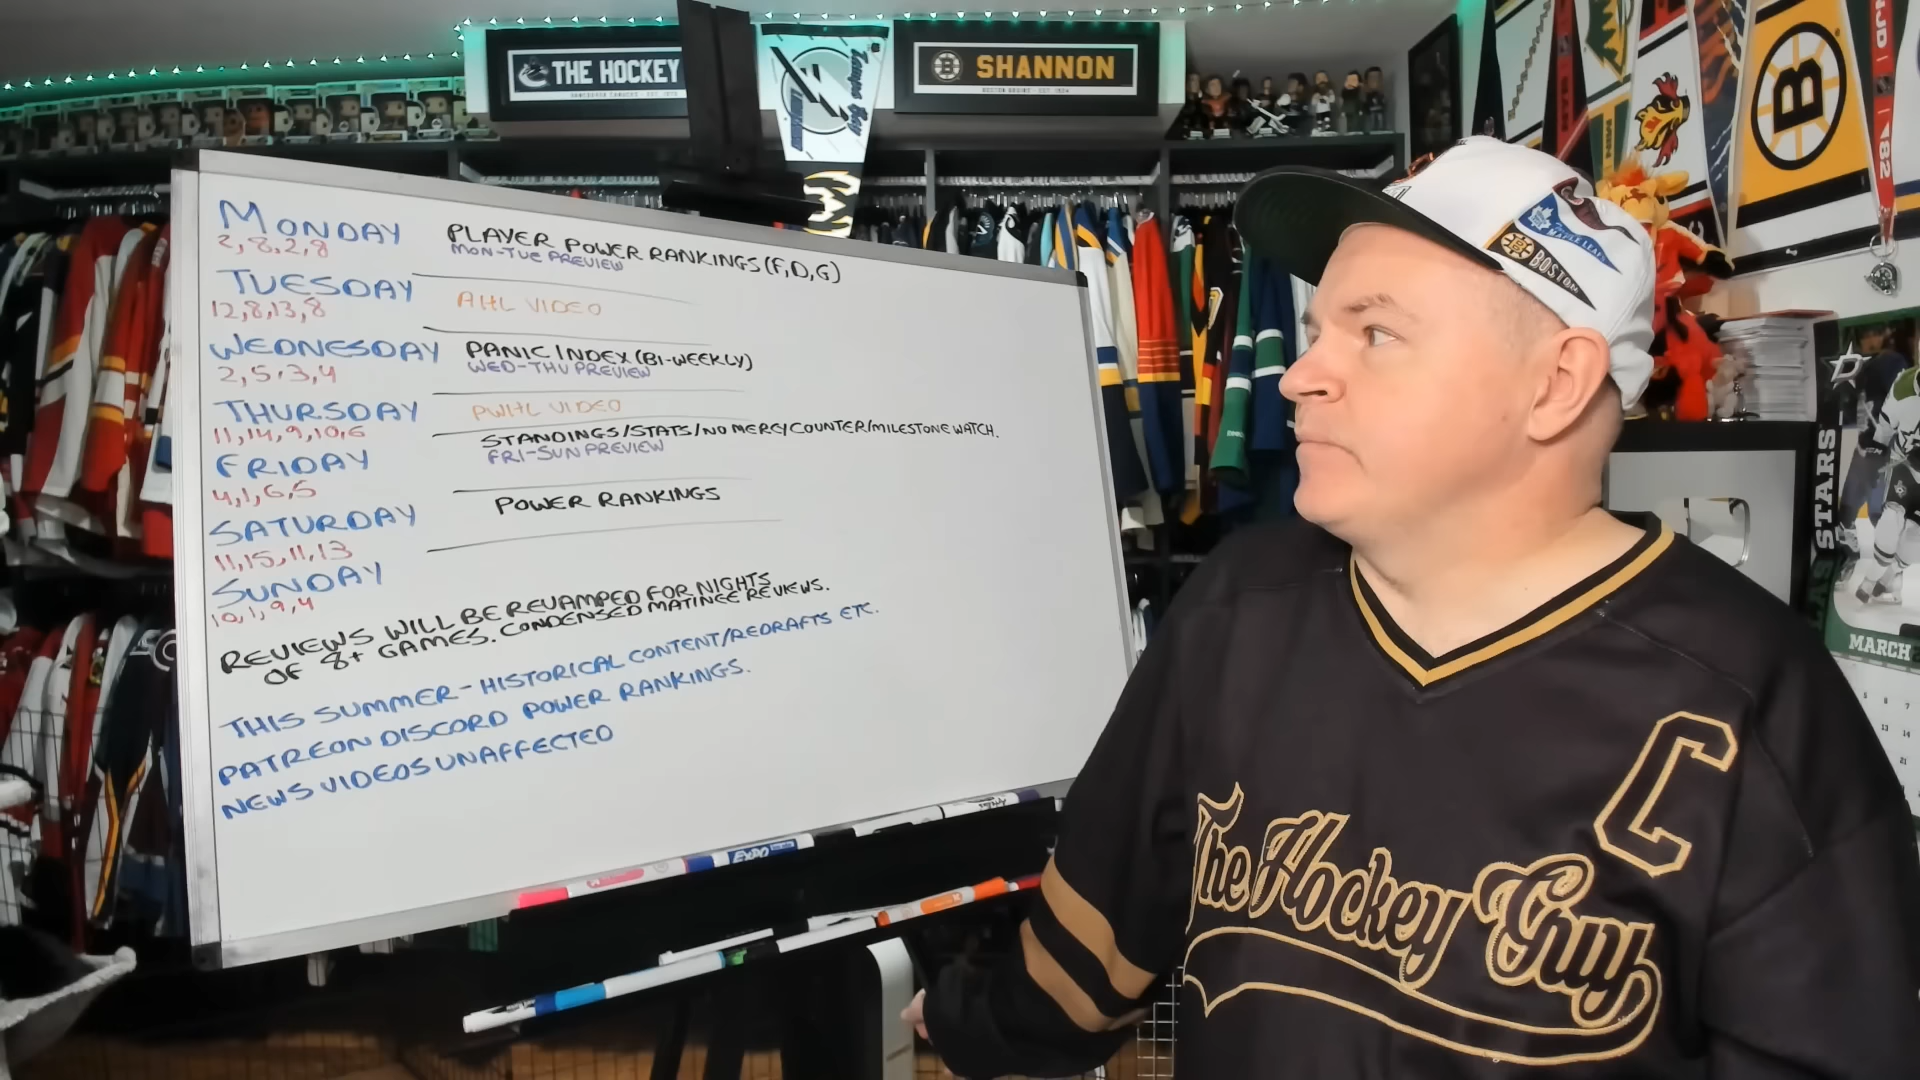 THE HOCKEY
SHANNON
Tampa Bay
LIGHTNING
MONDAY
2,8,2,8
PLAYER POWER RANKINGS (F,D,G)
MON-TUE PREVIEW
TUESDAY
12,8,13,8
AHL VIDEO
WEDNESDAY
2,5,3,4
PANIC INDEX (BI-WEEKLY)
WED-THU PREVIEW
THURSDAY
11,14,9,10,6
PWHL VIDEO
STANDINGS/STATS/NO MERCY COUNTER/MILESTONE WATCH.
FRI-SUN PREVIEW
FRIDAY
4,1,6,5
POWER RANKINGS
SATURDAY
11,15,11,13
SUNDAY
10,1,9,4
REVIEWS WILL BE REVAMPED FOR NIGHTS
OF 8+ GAMES. CONDENSED MATINEE REVIEWS.
THIS SUMMER - HISTORICAL CONTENT/REDRAFTS ETC.
PATREON DISCORD POWER RANKINGS.
NEWS VIDEOS UNAFFECTED
EXPO
MAPLE LEAFS
BOSTON
B
C
The Hockey Guy
STARS
MARCH